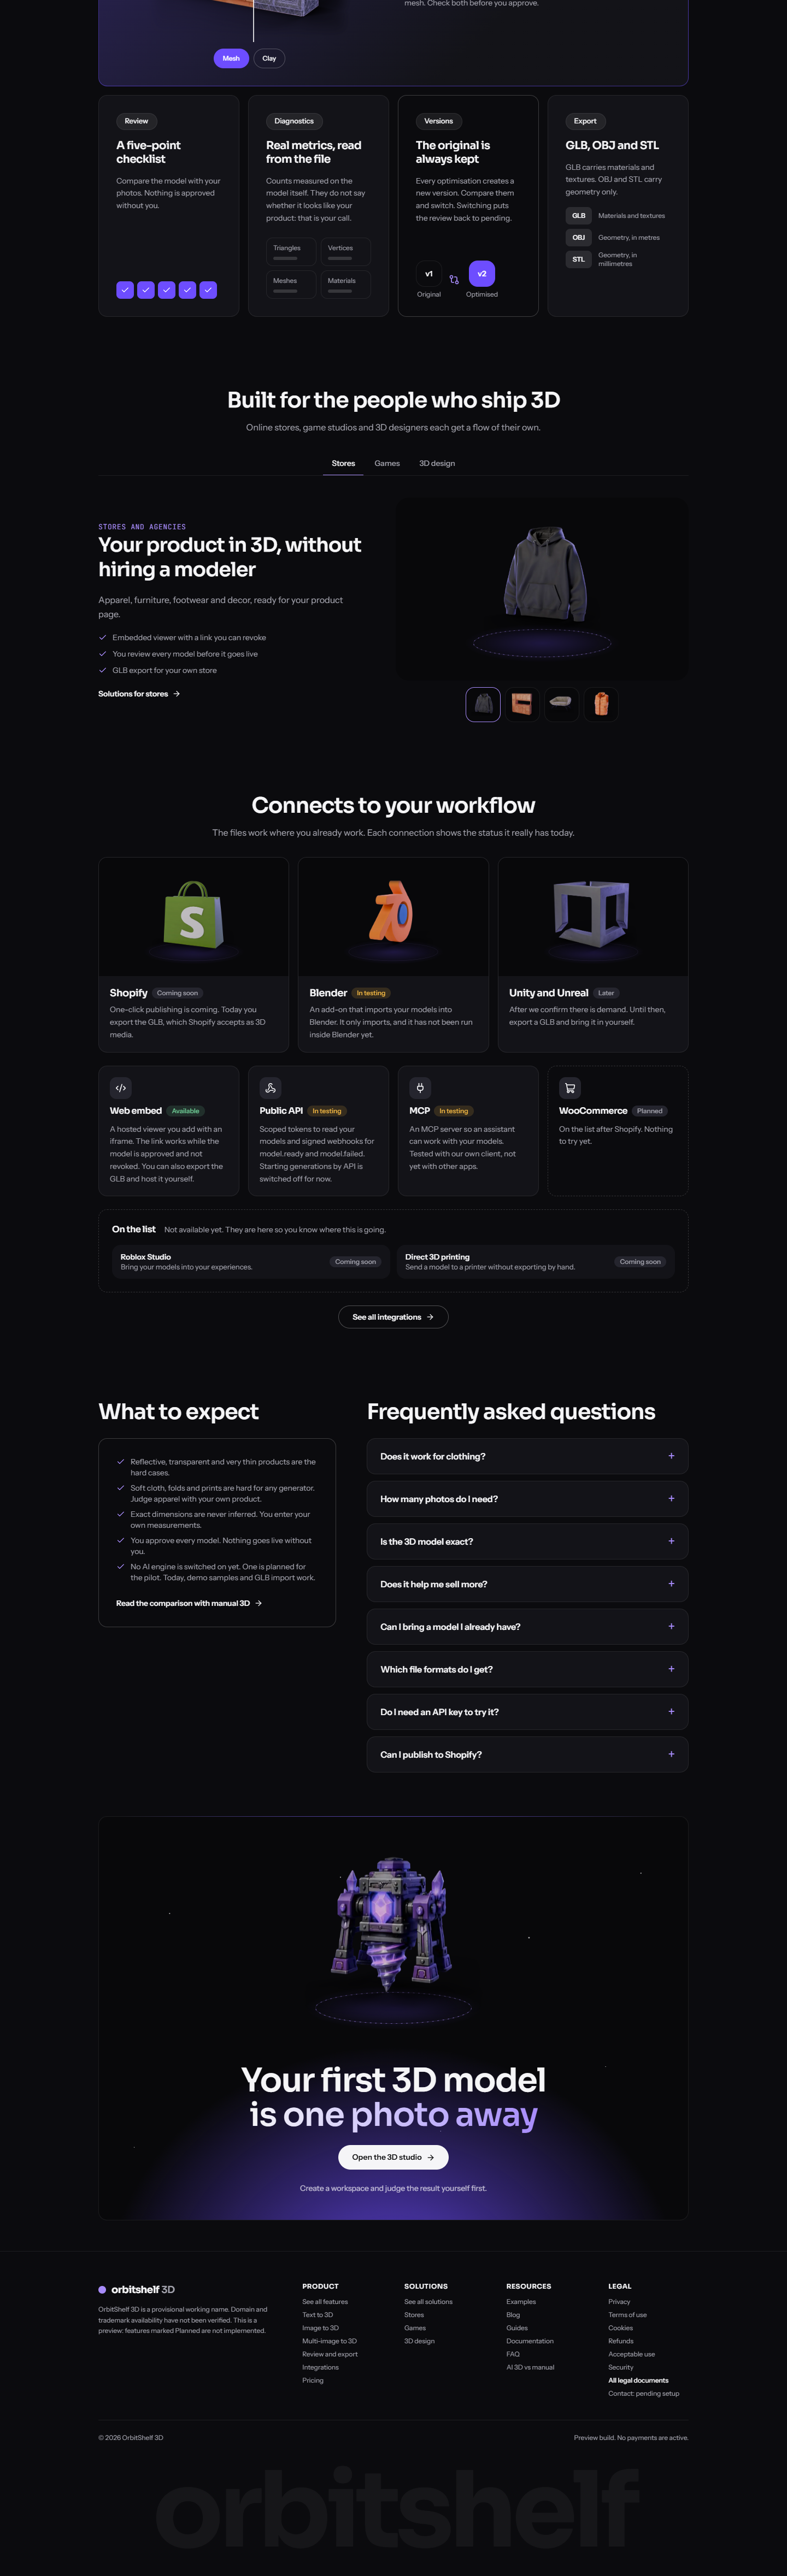 mesh. Check both before you approve.
Mesh
Clay
Review
A five-point
checklist
Compare the model with your
photos. Nothing is approved
without you.
Diagnostics
Real metrics, read
from the file
Counts measured on the
model itself. They do not say
whether it looks like your
product: that is your call.
Triangles
Vertices
Meshes
Materials
Versions
The original is
always kept
Every optimisation creates a
new version. Compare them
and switch. Switching puts
the review back to pending.
v1
v2
Original
Optimised
Export
GLB, OBJ and STL
GLB carries materials and
textures. OBJ and STL carry
geometry only.
GLB
Materials and textures
OBJ
Geometry, in metres
STL
Geometry, in
millimetres
Built for the people who ship 3D
Online stores, game studios and 3D designers each get a flow of their own.
Stores
Games
3D design
STORES AND AGENCIES
Your product in 3D, without
hiring a modeler
Apparel, furniture, footwear and decor, ready for your product
page.
Embedded viewer with a link you can revoke
You review every model before it goes live
GLB export for your own store
Solutions for stores
Connects to your workflow
The files work where you already work. Each connection shows the status it really has today.
S
Shopify
Coming soon
One-click publishing is coming. Today you
export the GLB, which Shopify accepts as 3D
media.
Blender
In testing
An add-on that imports your models into
Blender. It only imports, and it has not been run
inside Blender yet.
Unity and Unreal
Later
After we confirm there is demand. Until then,
export a GLB and bring it in yourself.
Web embed
Available
A hosted viewer you add with an
iframe. The link works while the
model is approved and not
revoked. You can also export the
GLB and host it yourself.
Public API
In testing
Scoped tokens to read your
models and signed webhooks for
model.ready and model.failed.
Starting generations by API is
switched off for now.
MCP
In testing
An MCP server so an assistant
can work with your models.
Tested with our own client, not
yet with other apps.
WooCommerce
Planned
On the list after Shopify. Nothing
to try yet.
On the list
Not available yet. They are here so you know where this is going.
Roblox Studio
Bring your models into your experiences.
Coming soon
Direct 3D printing
Send a model to a printer without exporting by hand.
Coming soon
See all integrations
What to expect
Reflective, transparent and very thin products are the
hard cases.
Soft cloth, folds and prints are hard for any generator.
Judge apparel with your own product.
Exact dimensions are never inferred. You enter your
own measurements.
You approve every model. Nothing goes live without
you.
No AI engine is switched on yet. One is planned for
the pilot. Today, demo samples and GLB import work.
Read the comparison with manual 3D
Frequently asked questions
Does it work for clothing?
How many photos do I need?
Is the 3D model exact?
Does it help me sell more?
Can I bring a model I already have?
Which file formats do I get?
Do I need an API key to try it?
Can I publish to Shopify?
Your first 3D model
is one photo away
Open the 3D studio
Create a workspace and judge the result yourself first.
orbitshelf 3D
OrbitShelf 3D is a provisional working name. Domain and
trademark availability have not been verified. This is a
preview: features marked Planned are not implemented.
PRODUCT
See all features
Text to 3D
Image to 3D
Multi-image to 3D
Review and export
Integrations
Pricing
SOLUTIONS
See all solutions
Stores
Games
3D design
RESOURCES
Examples
Blog
Guides
Documentation
FAQ
AI 3D vs manual
LEGAL
Privacy
Terms of use
Cookies
Refunds
Acceptable use
Security
All legal documents
Contact: pending setup
© 2026 OrbitShelf 3D
Preview build. No payments are active.
orbitshelf